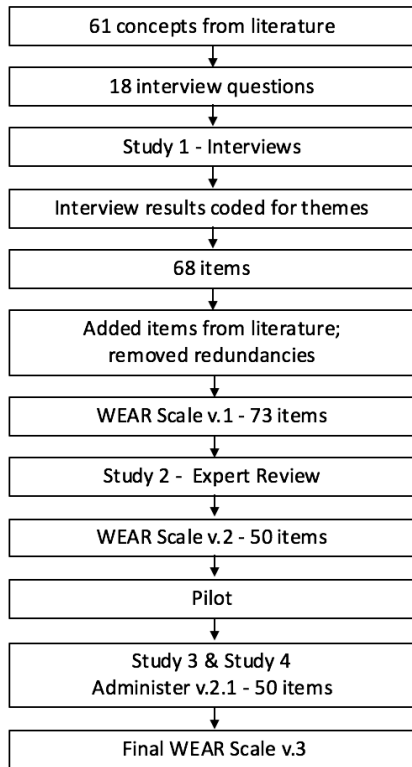 61 concepts from literature
18 interview questions
Study 1 - Interviews
Interview results coded for themes
68 items
Added items from literature;
removed redundancies
WEAR Scale v.1 - 73 items
Study 2 -  Expert Review
WEAR Scale v.2 - 50 items
Pilot
Study 3 & Study 4
Administer v.2.1 - 50 items
Final WEAR Scale v.3